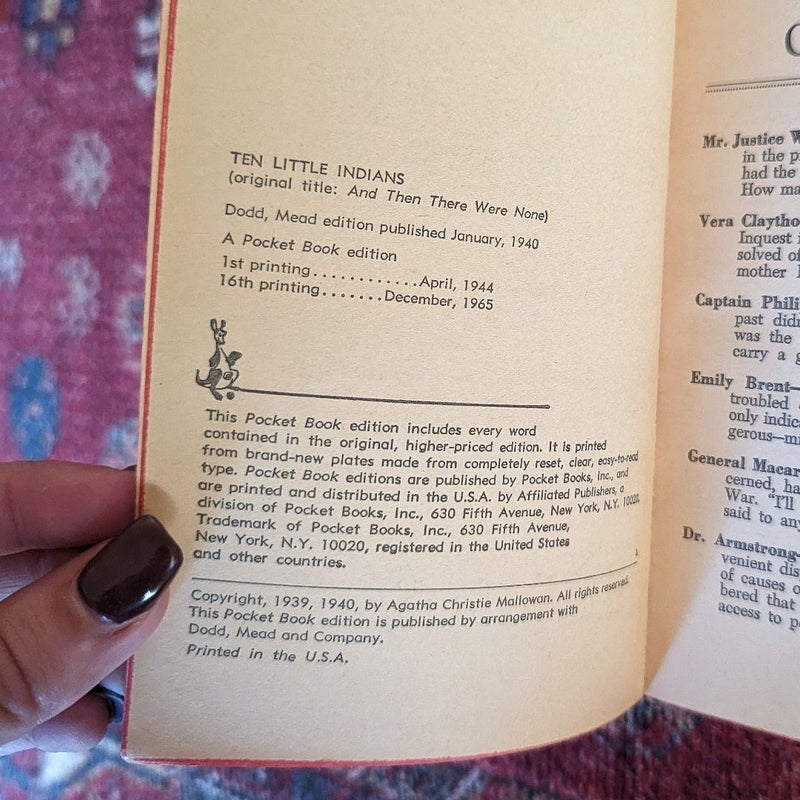 TEN LITTLE INDIANS
(original title: And Then There Were None)
Dodd, Mead edition published January, 1940
A Pocket Book edition
1st printing............April, 1944
16th printing.......December, 1965
This Pocket Book edition includes every word
contained in the original, higher-priced edition. It is printed
from brand-new plates made from completely reset, clear, easy-to-read
type. Pocket Book editions are published by Pocket Books, Inc., and
are printed and distributed in the U.S.A. by Affiliated Publishers, a
division of Pocket Books, Inc., 630 Fifth Avenue, New York, N.Y. 10020.
Trademark of Pocket Books, Inc., 630 Fifth Avenue,
New York, N.Y. 10020, registered in the United States
and other countries.
Copyright, 1939, 1940, by Agatha Christie Mallowan. All rights reserved.
This Pocket Book edition is published by arrangement with
Dodd, Mead and Company.
Printed in the U.S.A.
Mr. Justice
in the
had the
How
Vera
Inquest
solved
mother
Captain
past
was the
carry a
Emily Brent—
troubled
only
General
cerned,
War. "I'll
said to
Dr. Armstrong—
venient
of causes
bered that
access to